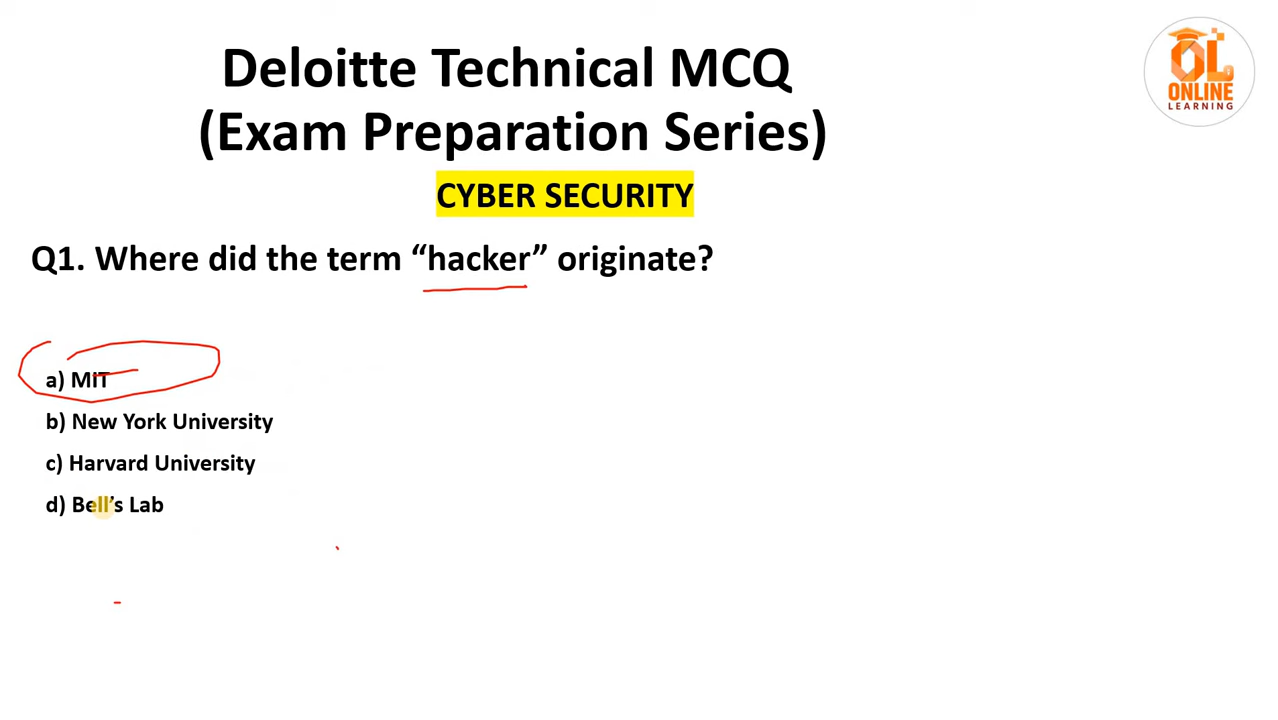 Deloitte Technical MCQ
(Exam Preparation Series)
OL
ONLINE
LEARNING
CYBER SECURITY
Q1. Where did the term “hacker” originate?
a) MIT
b) New York University
c) Harvard University
d) Bell’s Lab